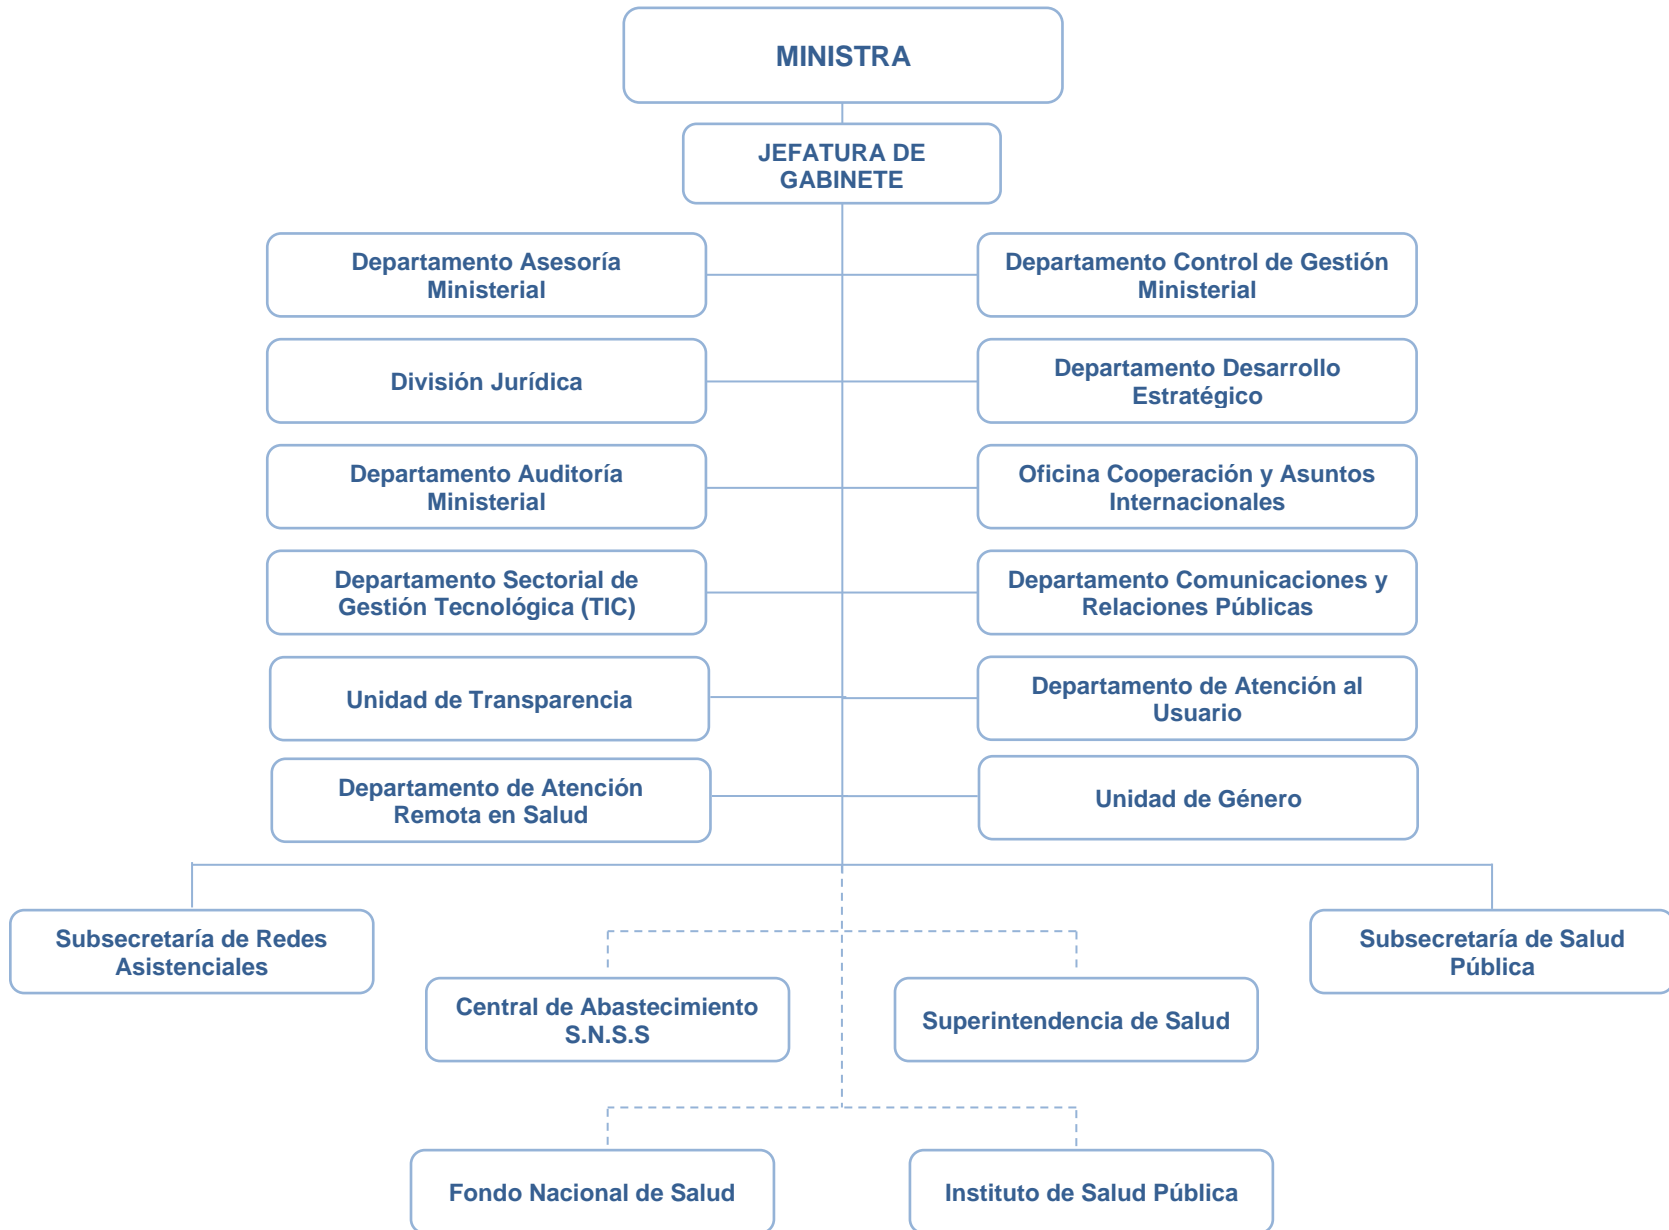 MINISTRA
JEFATURA DE
GABINETE
Departamento Asesoría
Ministerial
Departamento Control de Gestión
Ministerial
División Jurídica
Departamento Desarrollo
Estratégico
Departamento Auditoría
Ministerial
Oficina Cooperación y Asuntos
Internacionales
Departamento Sectorial de
Gestión Tecnológica (TIC)
Departamento Comunicaciones y
Relaciones Públicas
Unidad de Transparencia
Departamento de Atención al
Usuario
Departamento de Atención
Remota en Salud
Unidad de Género
Subsecretaría de Redes
Asistenciales
Subsecretaría de Salud
Pública
Central de Abastecimiento
S.N.S.S
Superintendencia de Salud
Fondo Nacional de Salud
Instituto de Salud Pública